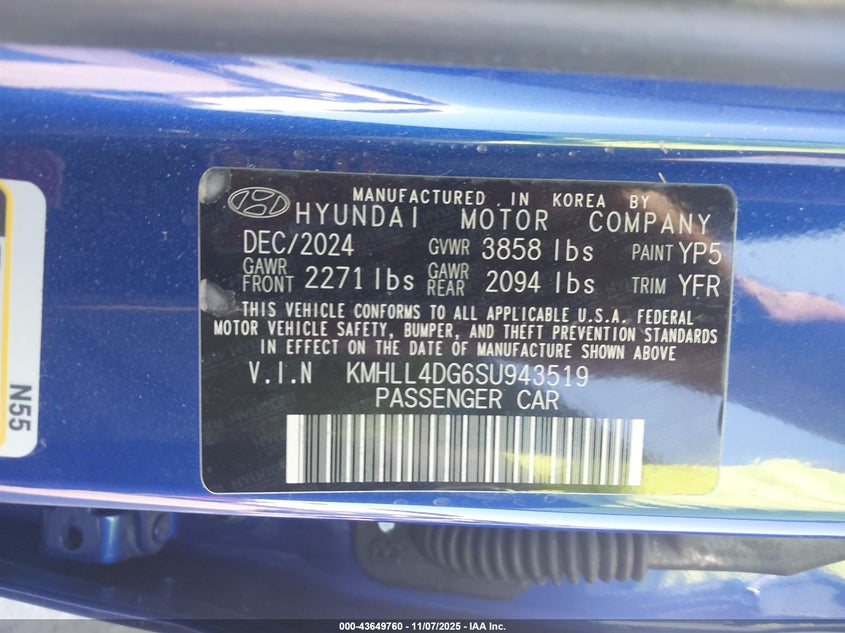 MANUFACTURED IN KOREA BY
HYUNDAI MOTOR COMPANY
DEC/2024 GVWR 3858 lbs PAINT YP5
GAWR FRONT 2271 lbs GAWR REAR 2094 lbs TRIM YFR
THIS VEHICLE CONFORMS TO ALL APPLICABLE U.S.A. FEDERAL
MOTOR VEHICLE SAFETY, BUMPER, AND THEFT PREVENTION STANDARDS
IN EFFECT ON THE DATE OF MANUFACTURE SHOWN ABOVE
V.I.N KMHLL4DG6SU943519
PASSENGER CAR
N55
000-43649760 - 11/07/2025 - IAA Inc.